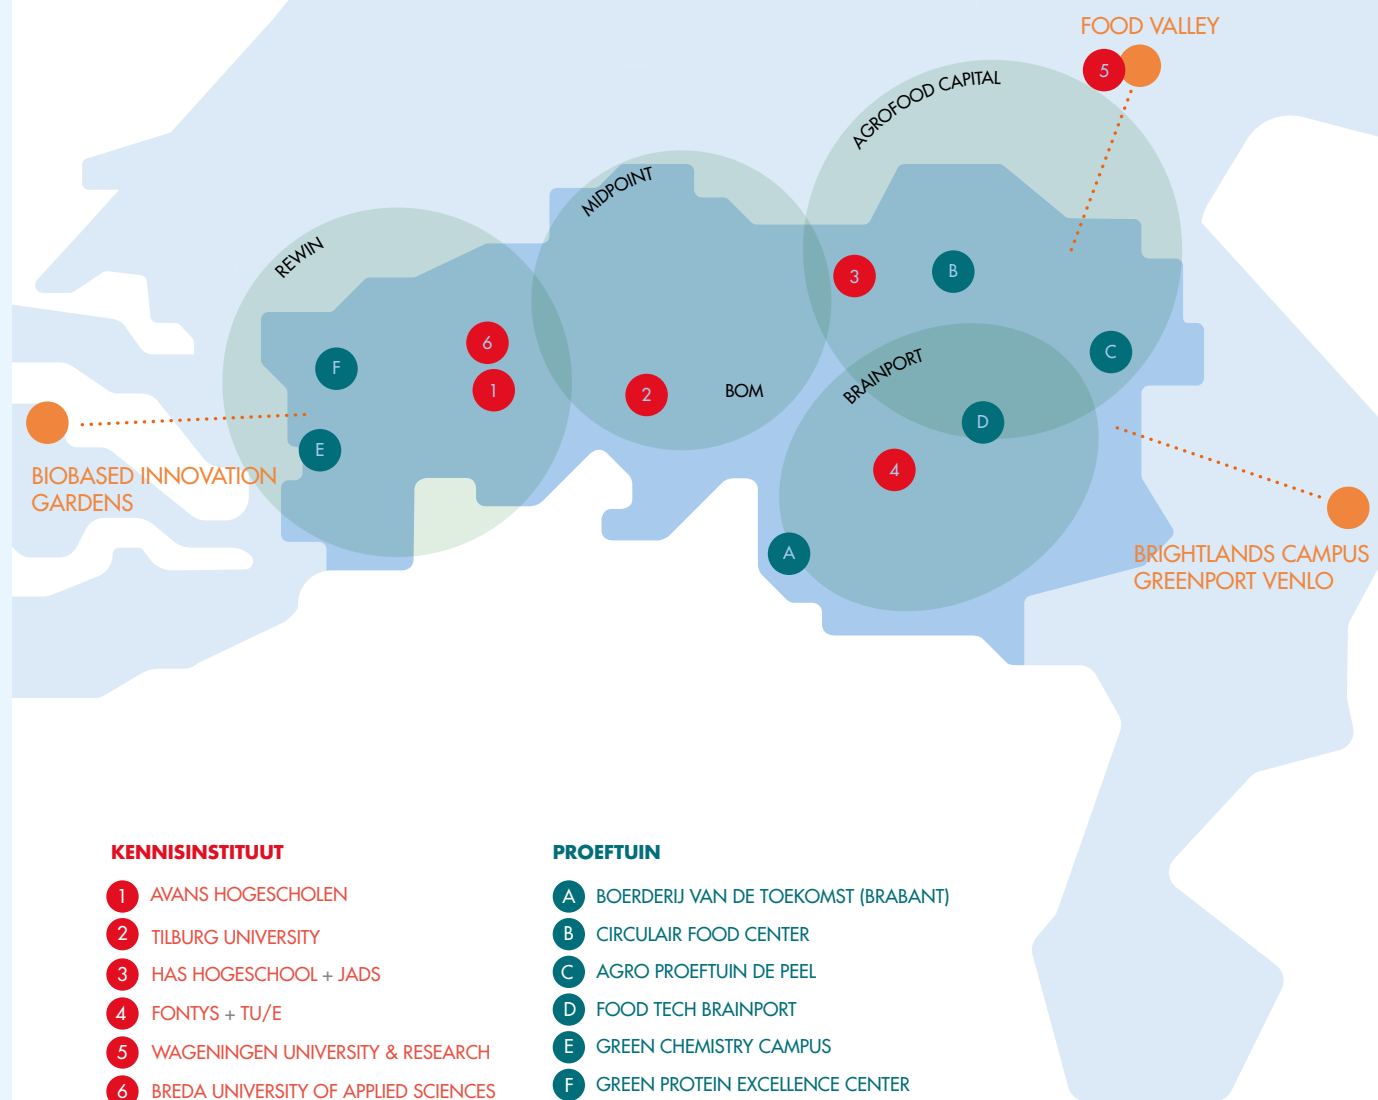 FOOD VALLEY
5
AGROFOOD CAPITAL
MIDPOINT
REWIN
3
B
6
C
F
BRAINPORT
1
2
BOM
D
E
4
BIOBASED INNOVATION
GARDENS
A
BRIGHTLANDS CAMPUS
GREENPORT VENLO
KENNISINSTITUUT
1 AVANS HOGESCHOLEN
2 TILBURG UNIVERSITY
3 HAS HOGESCHOOL + JADS
4 FONTYS + TU/E
5 WAGENINGEN UNIVERSITY & RESEARCH
6 BREDA UNIVERSITY OF APPLIED SCIENCES
PROEFTUIN
A BOERDERIJ VAN DE TOEKOMST (BRABANT)
B CIRCULAIR FOOD CENTER
C AGRO PROEFTUIN DE PEEL
D FOOD TECH BRAINPORT
E GREEN CHEMISTRY CAMPUS
F GREEN PROTEIN EXCELLENCE CENTER